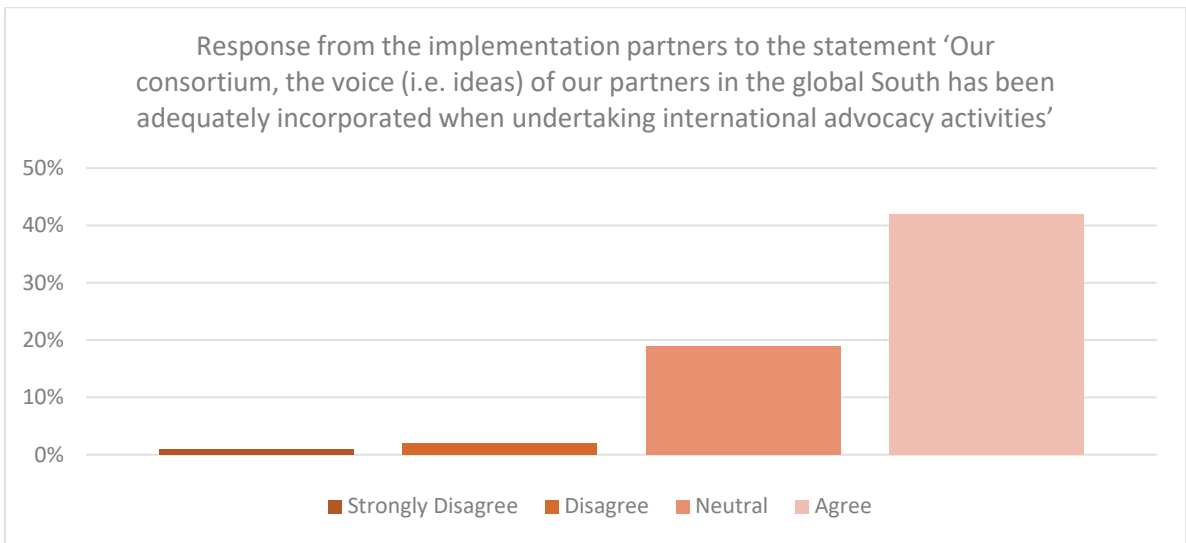 Response from the implementation partners to the statement ‘Our
consortium, the voice (i.e. ideas) of our partners in the global South has been
adequately incorporated when undertaking international advocacy activities’
50%
40%
30%
20%
10%
0%
Strongly Disagree Disagree Neutral Agree